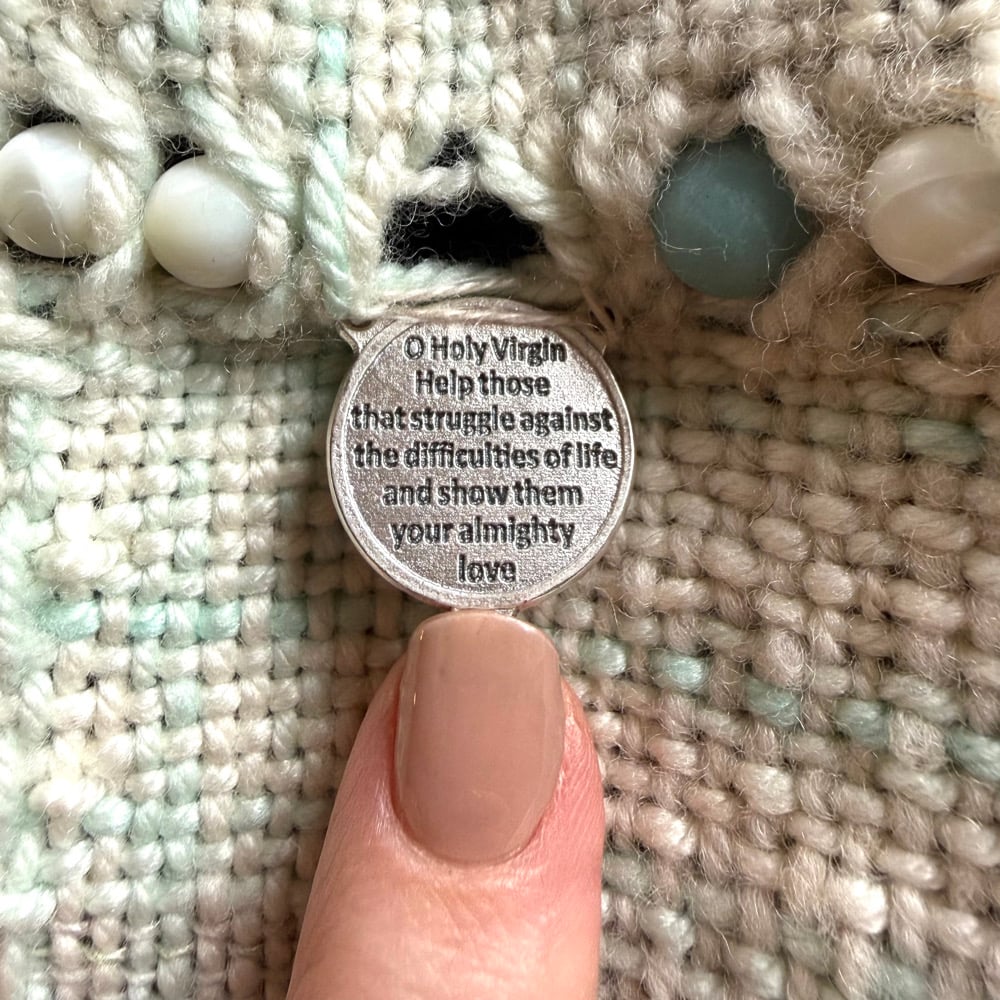 O Holy Virgin
Help those
that struggle against
the difficulties of life
and show them
your almighty
love